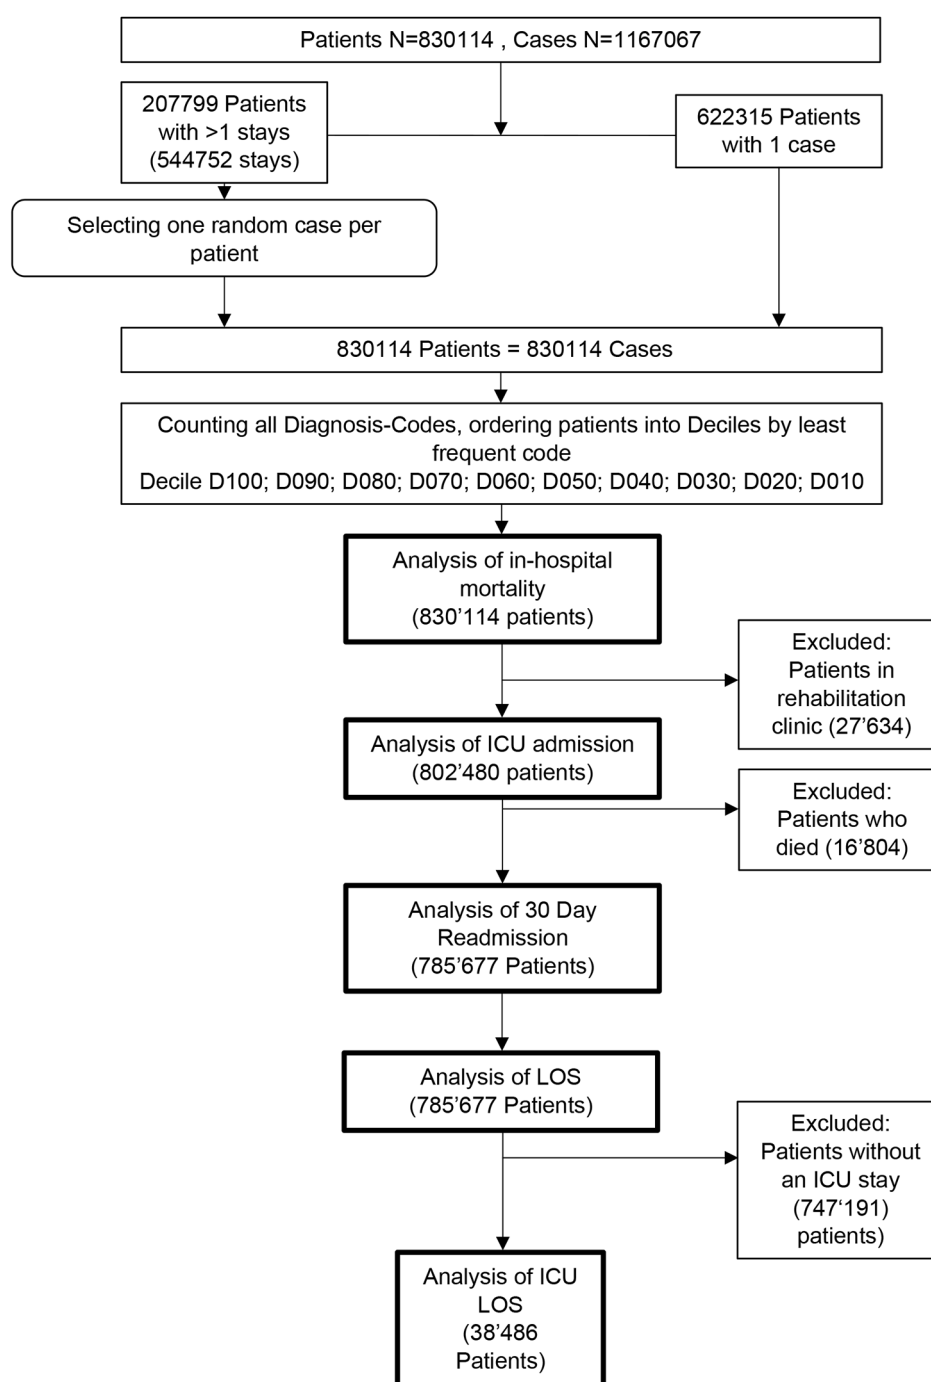 Patients N=830114 , Cases N=1167067
207799 Patients
with >1 stays
(544752 stays)
622315 Patients
with 1 case
Selecting one random case per
patient
830114 Patients = 830114 Cases
Counting all Diagnosis-Codes, ordering patients into Deciles by least
frequent code
Decile D100; D090; D080; D070; D060; D050; D040; D030; D020; D010
Analysis of in-hospital
mortality
(830'114 patients)
Excluded:
Patients in
rehabilitation
clinic (27'634)
Analysis of ICU admission
(802'480 patients)
Excluded:
Patients who
died (16'804)
Analysis of 30 Day
Readmission
(785'677 Patients)
Analysis of LOS
(785'677 Patients)
Excluded:
Patients without
an ICU stay
(747‘191)
patients)
Analysis of ICU
LOS
(38'486
Patients)